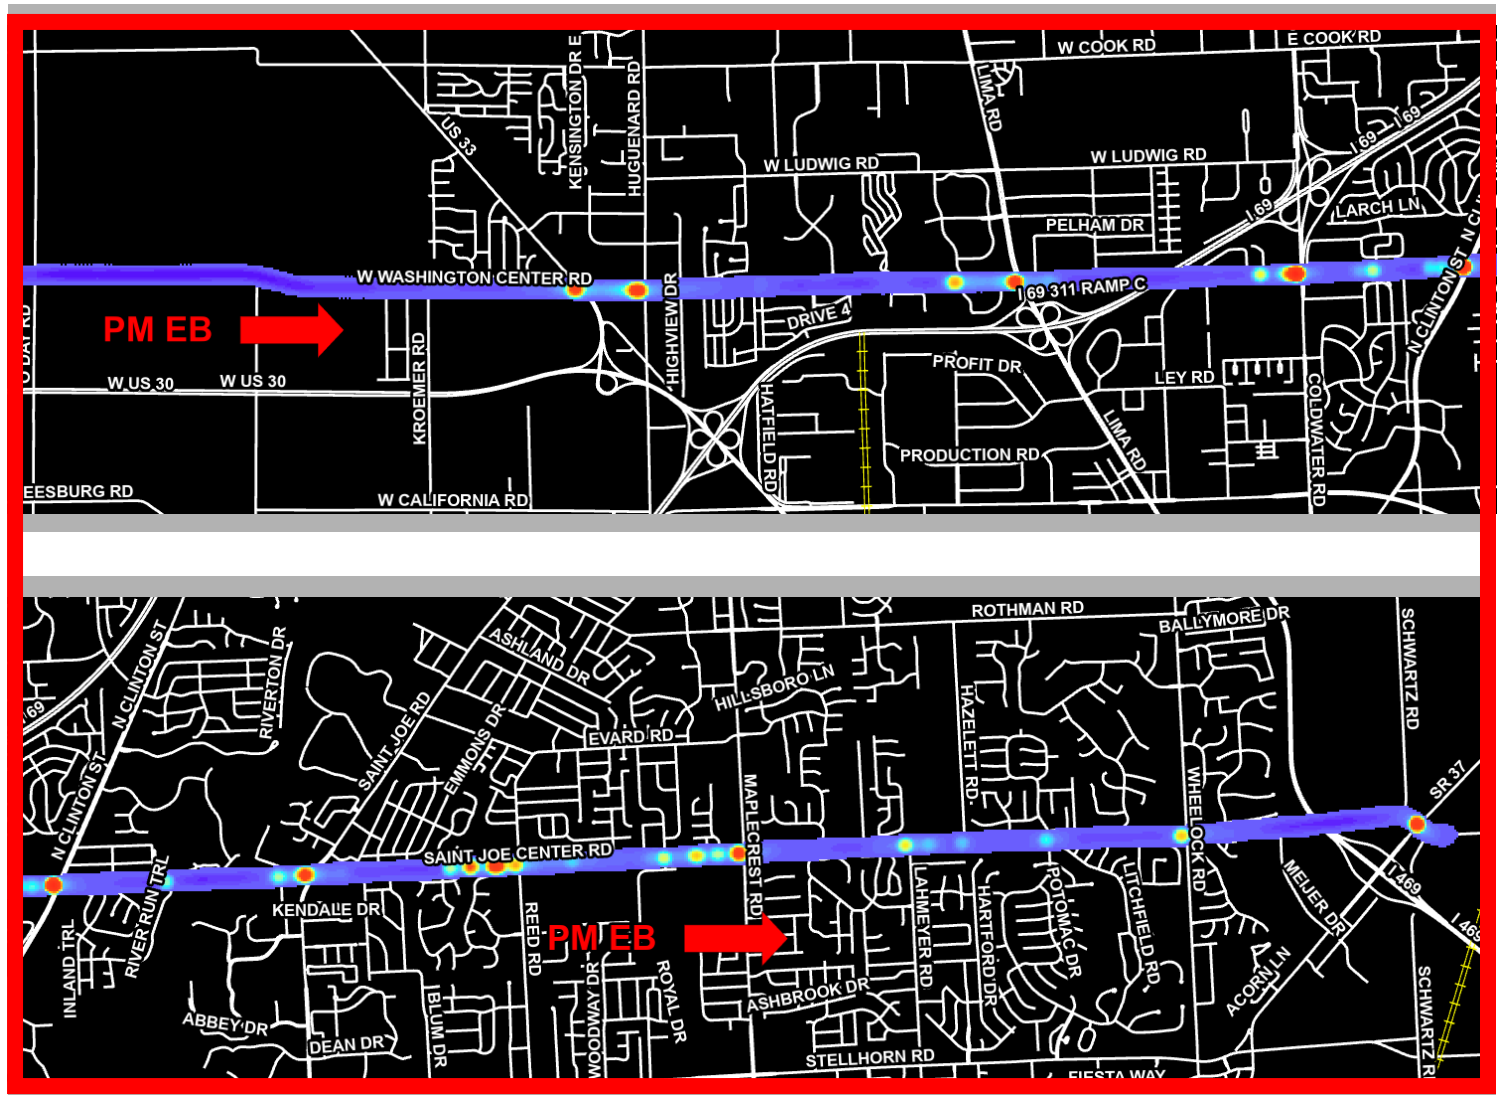 W COOK RD
E COOK RD
US 33
KENSINGTON DR E
HUGUENARD RD
LIMA RD
I 69
I 69
W LUDWIG RD
W LUDWIG RD
I 69
LARCH LN
PELHAM DR
N CLI
W WASHINGTON CENTER RD
HIGHVIEW DR
I 69 311 RAMP C
N CLINTON ST
PM EB
DRIVE 4
PROFIT DR
LEY RD
W US 30
W US 30
KROEMER RD
HATFIELD RD
COLDWATER RD
LIMA RD
PRODUCTION RD
EESBURG RD
W CALIFORNIA RD
ROTHMAN RD
BALLYMORE DR
SCHWARTZ RD
N CLINTON ST
RIVERTON DR
ASHLAND DR
HILLSBORO LN
I 69
SAINT JOE RD
EMMONS DR
EVARD RD
HAZELETT RD
N CLINTON ST
MAPLECREST RD
WHEELOCK RD
SR 37
SAINT JOE CENTER RD
RIVER RUN TRL
INLAND TRL
KENDALE DR
REED RD
PM EB
LAHMEYER RD
HARTFORD DR
POTOMAC DR
LITCHFIELD RD
MEIJER DR
I 469
I 469
ACORN LN
ABBEY DR
DEAN DR
BLUM DR
WOODWAY DR
ROYAL DR
ASHBROOK DR
SCHWARTZ R
STELLHORN RD
FIESTA WAY